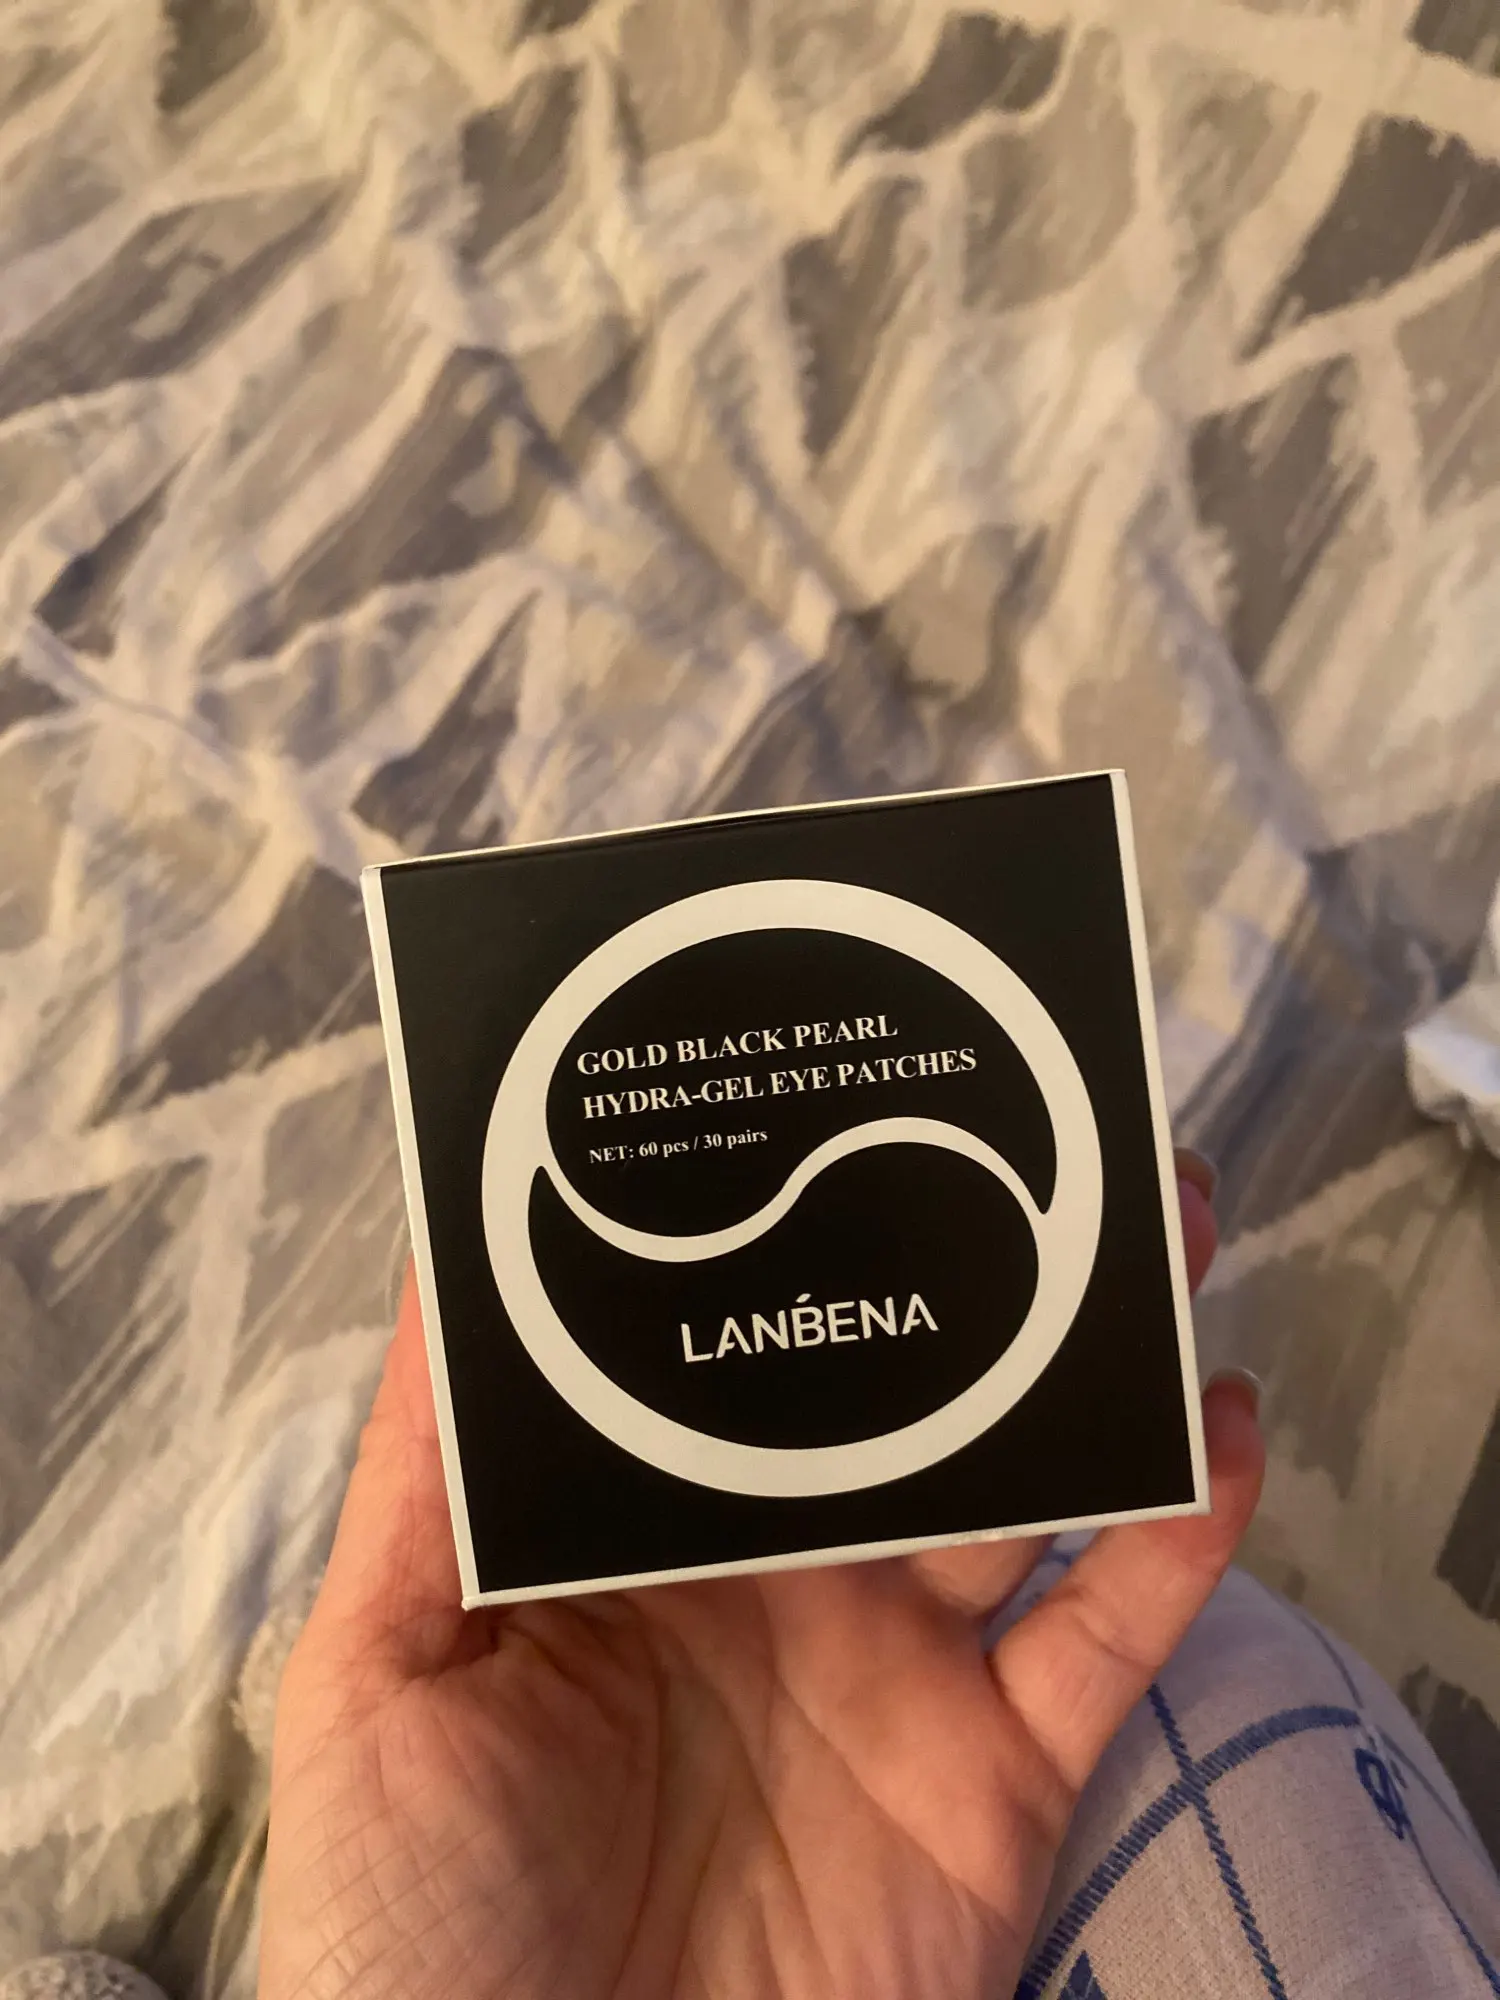 GOLD BLACK PEARL
HYDRA-GEL EYE PATCHES
NET: 60 pcs / 30 pairs
LANBENA